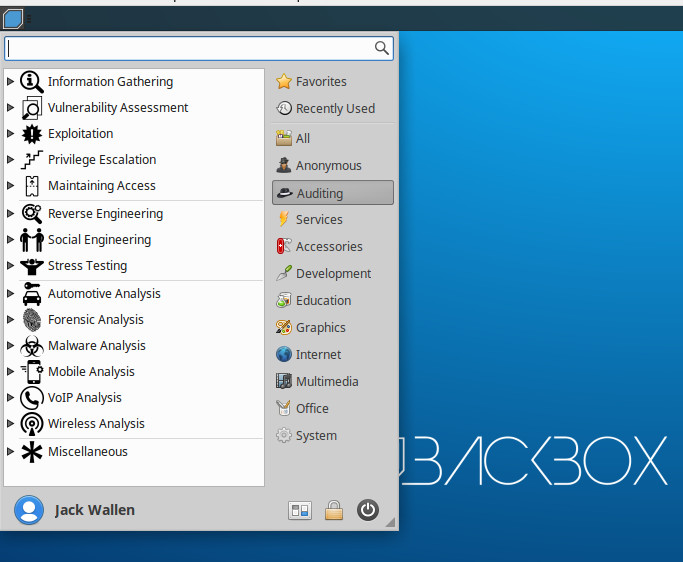 Information Gathering
Vulnerability Assessment
Exploitation
Privilege Escalation
Maintaining Access
Reverse Engineering
Social Engineering
Stress Testing
Automotive Analysis
Forensic Analysis
Malware Analysis
Mobile Analysis
VoIP Analysis
Wireless Analysis
Miscellaneous
Favorites
Recently Used
All
Anonymous
Auditing
Services
Accessories
Development
Education
Graphics
Internet
Multimedia
Office
System
BACKBOX
Jack Wallen